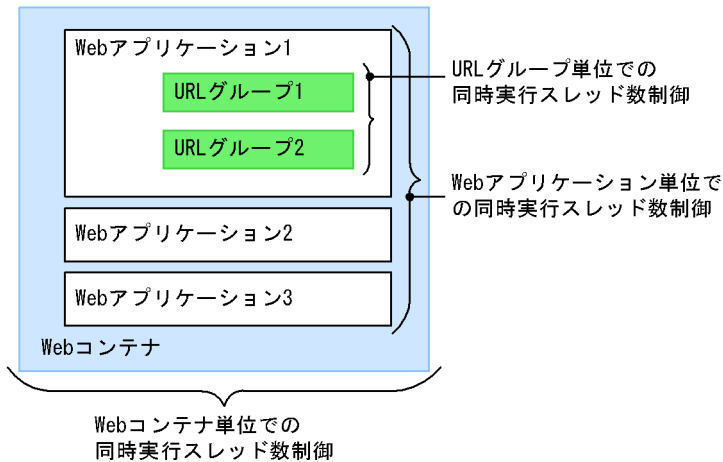 Webアプリケーション1
URLグループ1
URLグループ2
Webアプリケーション2
Webアプリケーション3
Webコンテナ
URLグループ単位での
同時実行スレッド数制御
Webアプリケーション単位で
の同時実行スレッド数制御
Webコンテナ単位での
同時実行スレッド数制御